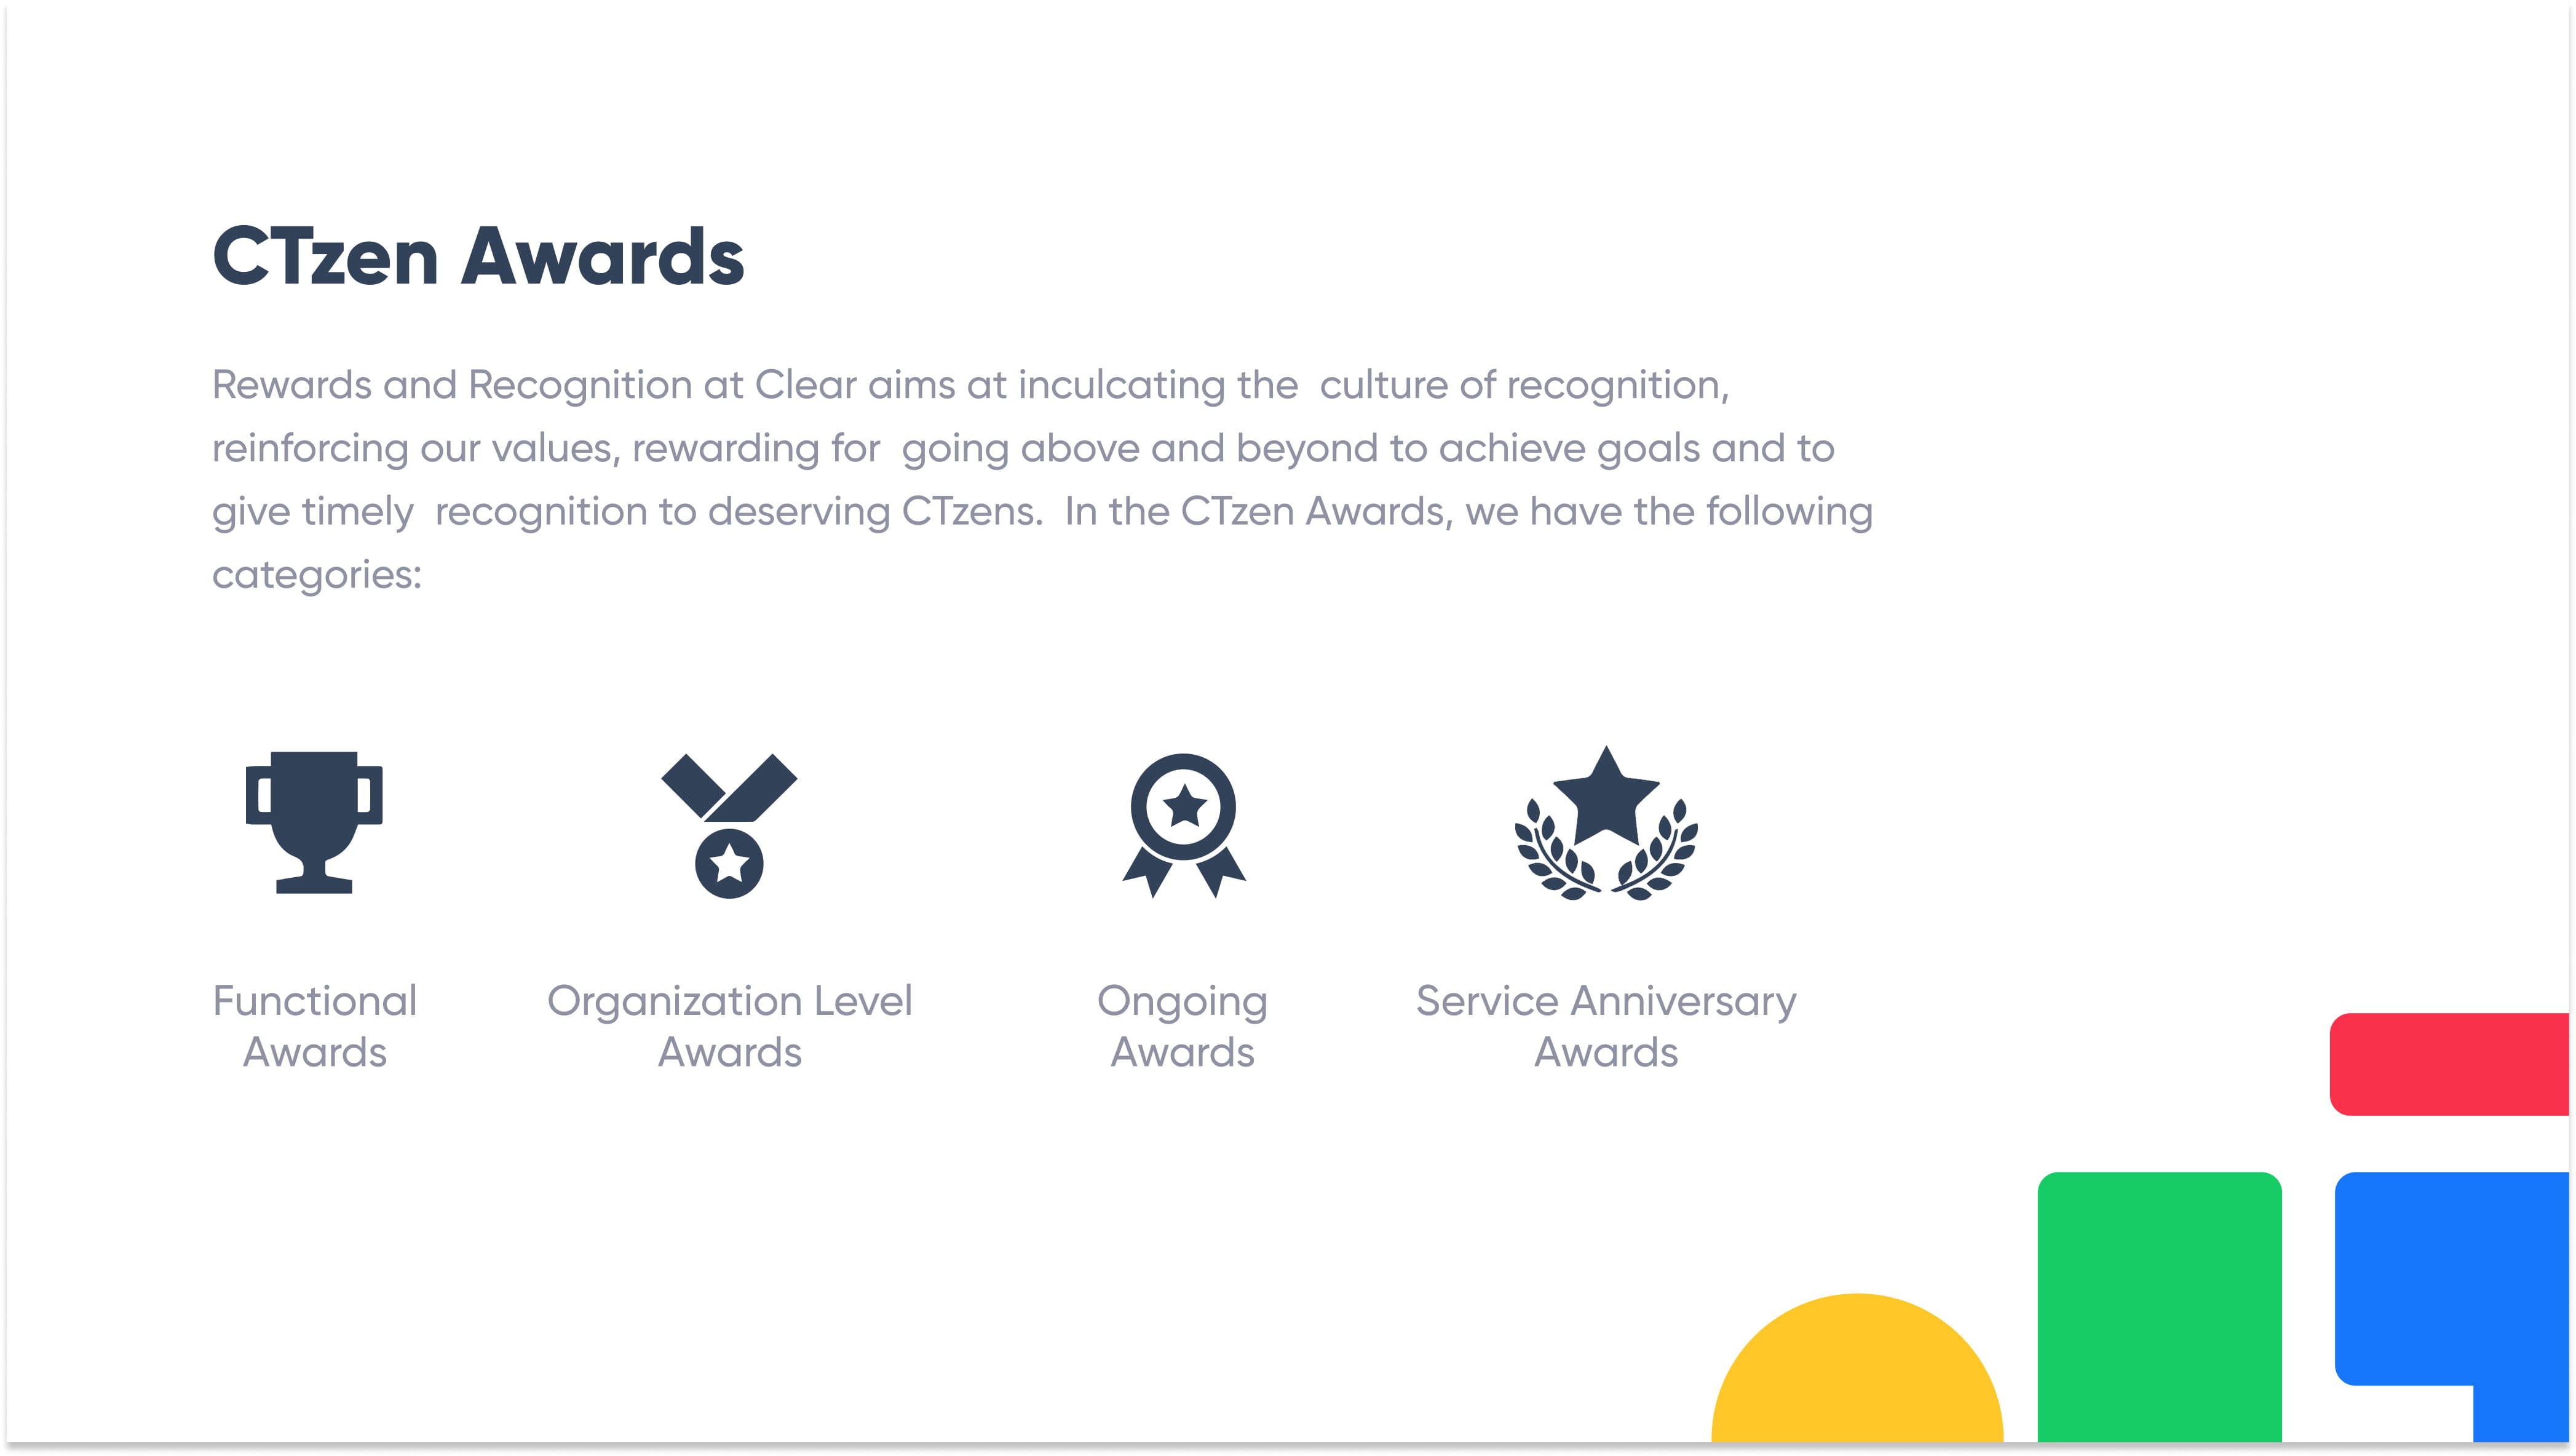 CTzen Awards
Rewards and Recognition at Clear aims at inculcating the  culture of recognition,
reinforcing our values, rewarding for  going above and beyond to achieve goals and to
give timely  recognition to deserving CTzens.  In the CTzen Awards, we have the following
categories:
Functional
Awards
Organization Level
Awards
Ongoing
Awards
Service Anniversary
Awards